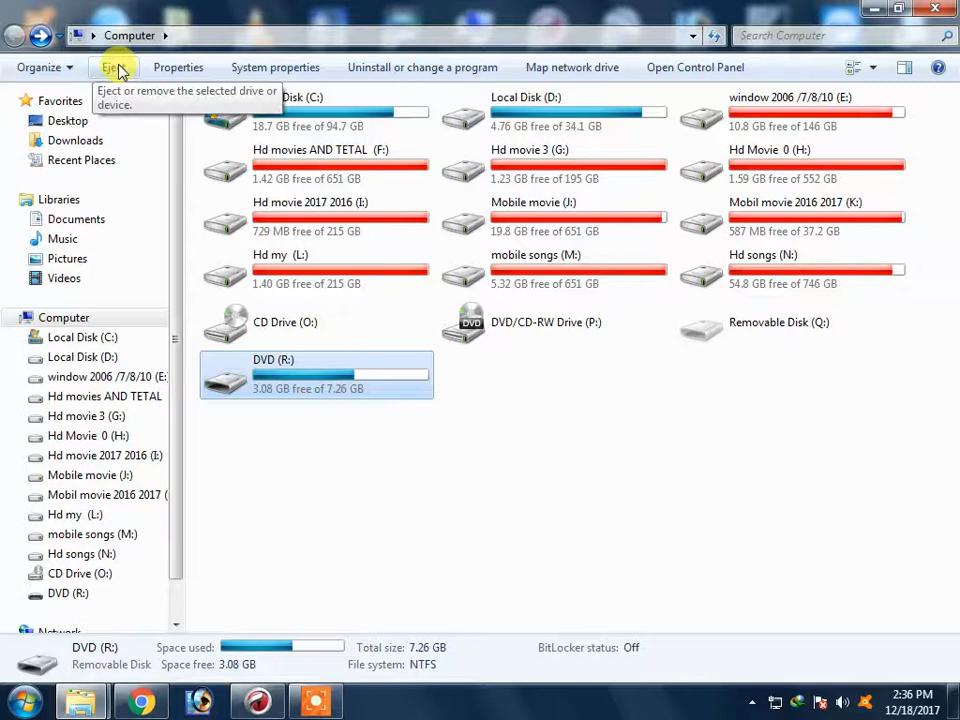 Computer
Search Computer
Organize
Properties
System properties
Uninstall or change a program
Map network drive
Open Control Panel
Eject or remove the selected drive or
device.
Favorites
Desktop
Downloads
Recent Places
Libraries
Documents
Music
Pictures
Videos
Computer
Local Disk (C:)
Local Disk (D:)
window 2006 /7/8/10 (E:
Hd movies AND TETAL
Hd movie 3 (G:)
Hd Movie 0 (H:)
Hd movie 2017 2016 (I:)
Mobile movie (J:)
Mobil movie 2016 2017 (
Hd my (L:)
mobile songs (M:)
Hd songs (N:)
CD Drive (O:)
DVD (R:)
Disk (C:)
18.7 GB free of 94.7 GB
Local Disk (D:)
4.76 GB free of 34.1 GB
window 2006 /7/8/10 (E:)
10.8 GB free of 146 GB
Hd movies AND TETAL (F:)
1.42 GB free of 651 GB
Hd movie 3 (G:)
1.23 GB free of 195 GB
Hd Movie 0 (H:)
1.59 GB free of 552 GB
Hd movie 2017 2016 (I:)
729 MB free of 215 GB
Mobile movie (J:)
19.8 GB free of 651 GB
Mobil movie 2016 2017 (K:)
587 MB free of 37.2 GB
Hd my (L:)
1.40 GB free of 215 GB
mobile songs (M:)
5.32 GB free of 651 GB
Hd songs (N:)
54.8 GB free of 746 GB
CD Drive (O:)
DVD
DVD/CD-RW Drive (P:)
Removable Disk (Q:)
DVD (R:)
3.08 GB free of 7.26 GB
DVD (R:)
Removable Disk
Space used:
Space free: 3.08 GB
Total size: 7.26 GB
File system: NTFS
BitLocker status: Off
2:36 PM
12/18/2017